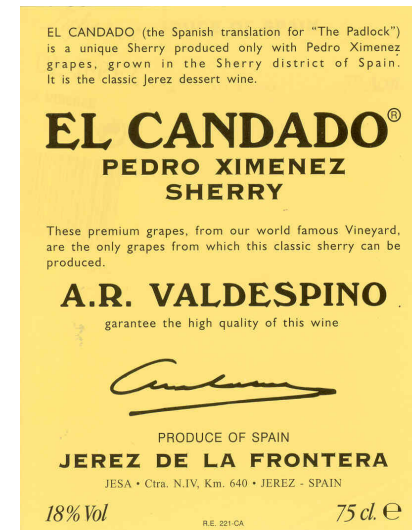 EL CANDADO (the Spanish translation for "The Padlock")
is a unique Sherry produced only with Pedro Ximenez
grapes, grown in the Sherry district of Spain.
It is the classic Jerez dessert wine.
EL CANDADO®
PEDRO XIMENEZ
SHERRY
These premium grapes, from our world famous Vineyard,
are the only grapes from which this classic sherry can be
produced.
A.R. VALDESPINO
garantee the high quality of this wine
PRODUCE OF SPAIN
JEREZ DE LA FRONTERA
JESA • Ctra. N.IV, Km. 640 • JEREZ - SPAIN
18% Vol 75 cl. ℮
R.E. 221-CA